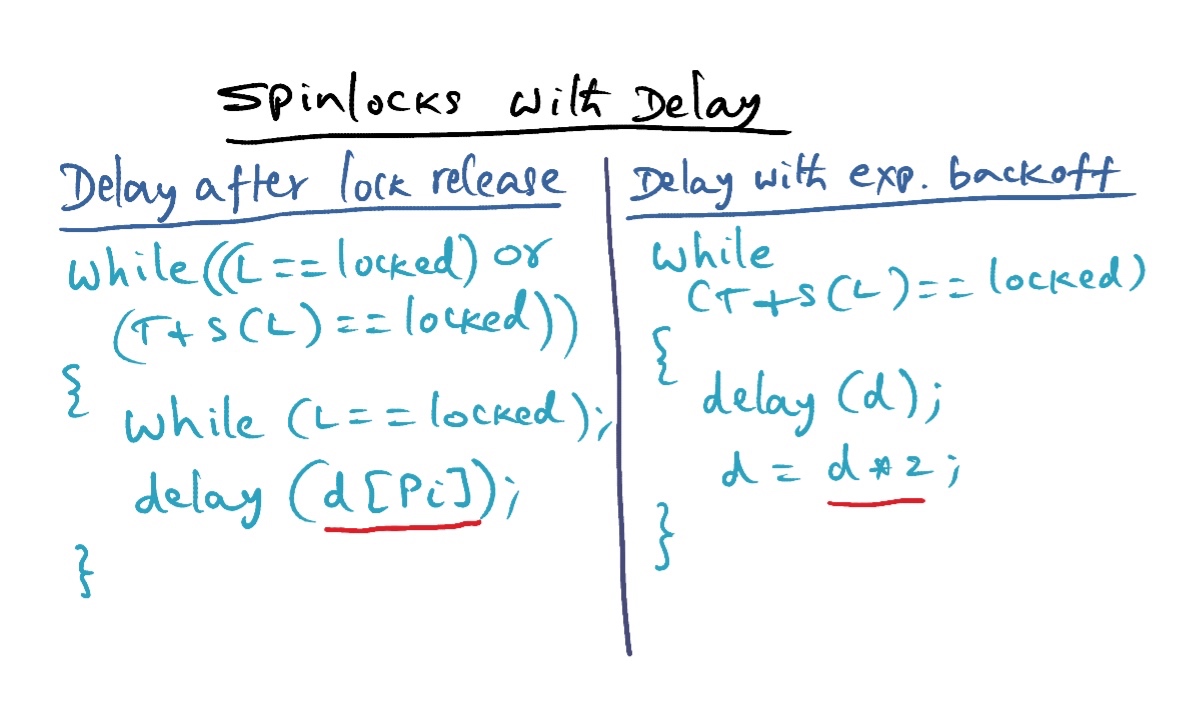 Spinlocks with Delay
Delay after lock release
while((L==locked) or
(T+S(L)==locked))
{
while (L==locked);
delay (d[Pi]);
}
Delay with exp. backoff
while
(T+S(L)==locked)
{
delay (d);
d = d*2;
}